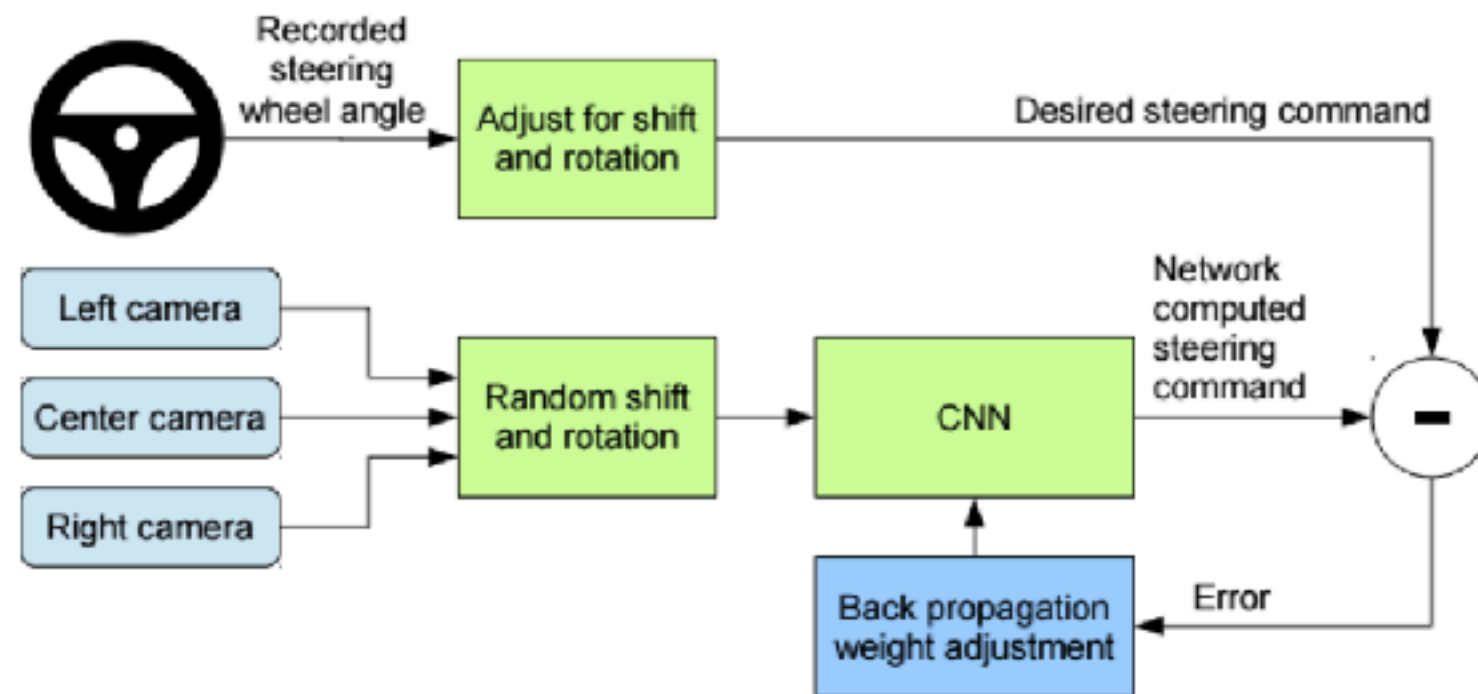 Recorded
steering
wheel angle
Adjust for shift
and rotation
Desired steering command
Left camera
Center camera
Right camera
Random shift
and rotation
CNN
Network
computed
steering
command
-
Back propagation
weight adjustment
Error